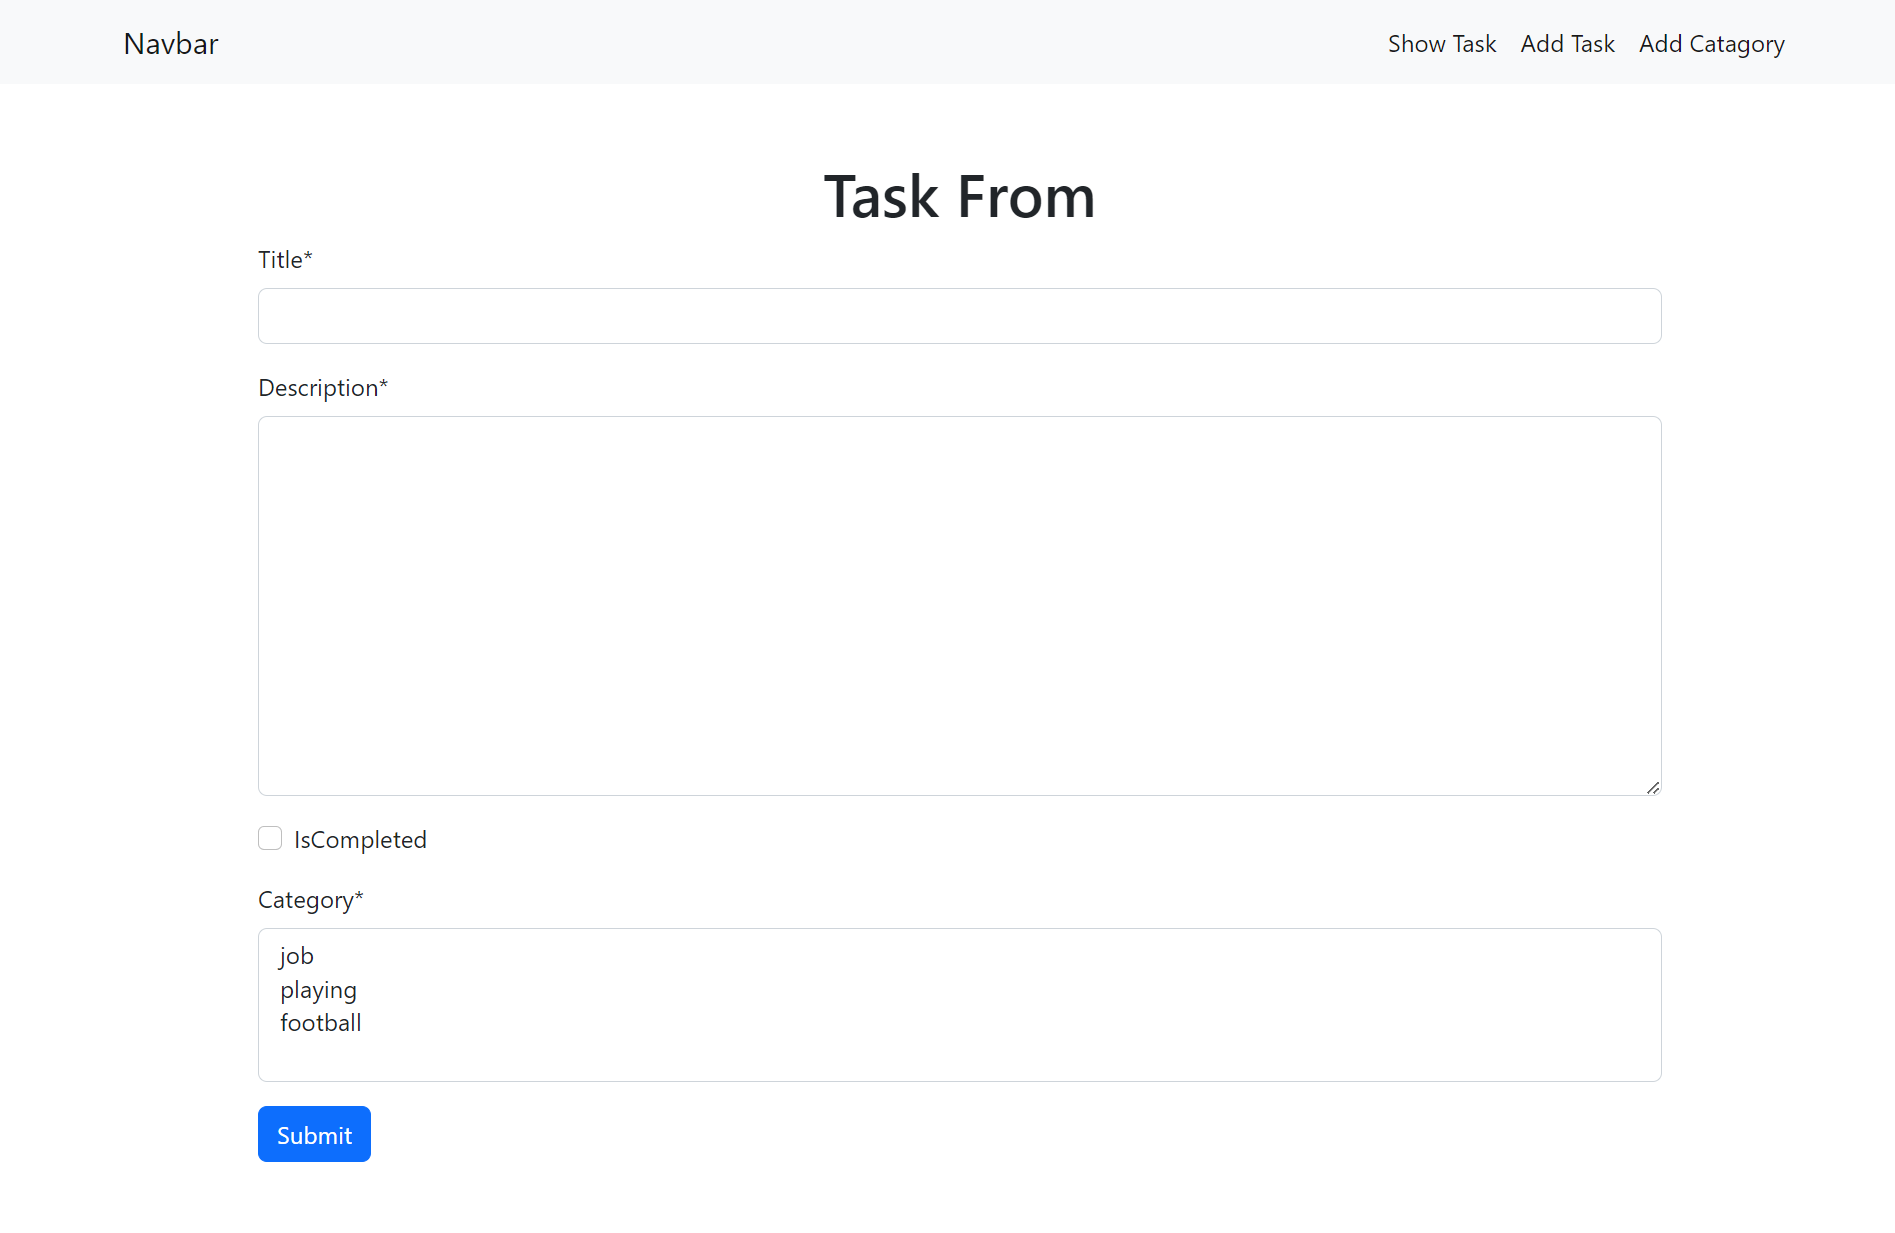 Navbar
Show Task Add Task Add Catagory
Task From
Title*
Description*
IsCompleted
Category*
job
playing
football
Submit